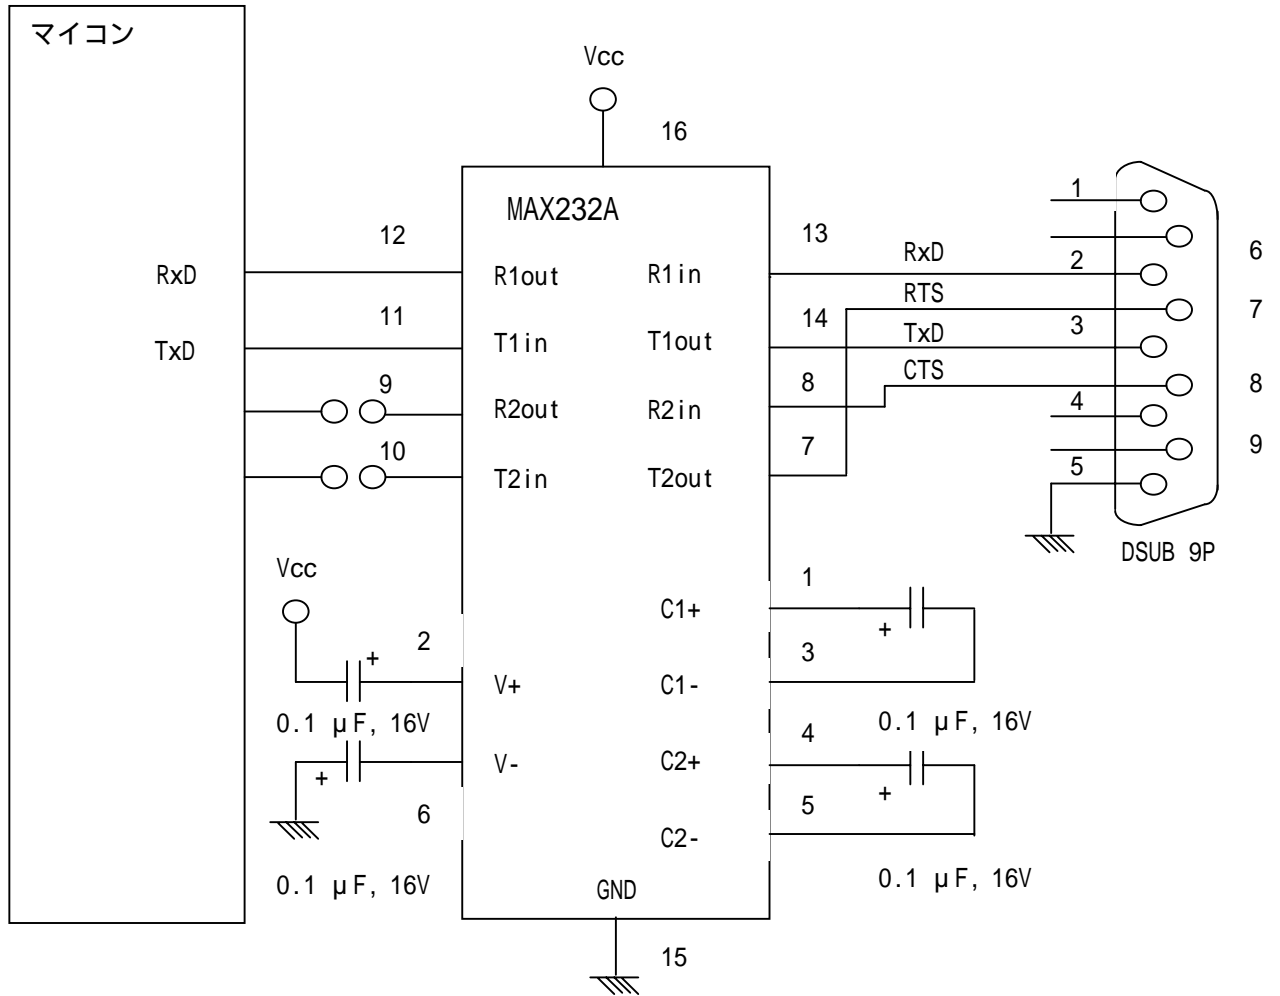 マイコン
Vcc
16
MAX232A
12
RxD
R1out
11
TxD
T1in
9
R2out
10
T2in
13
R1in
RxD
RTS
14
T1out
TxD
8
CTS
R2in
7
T2out
1
6
2
7
3
8
4
9
5
DSUB 9P
Vcc
2
+
V+
0.1 μF, 16V
V-
+
6
0.1 μF, 16V
1
C1+
+
3
C1-
0.1 μF, 16V
4
C2+
+
5
C2-
0.1 μF, 16V
GND
15